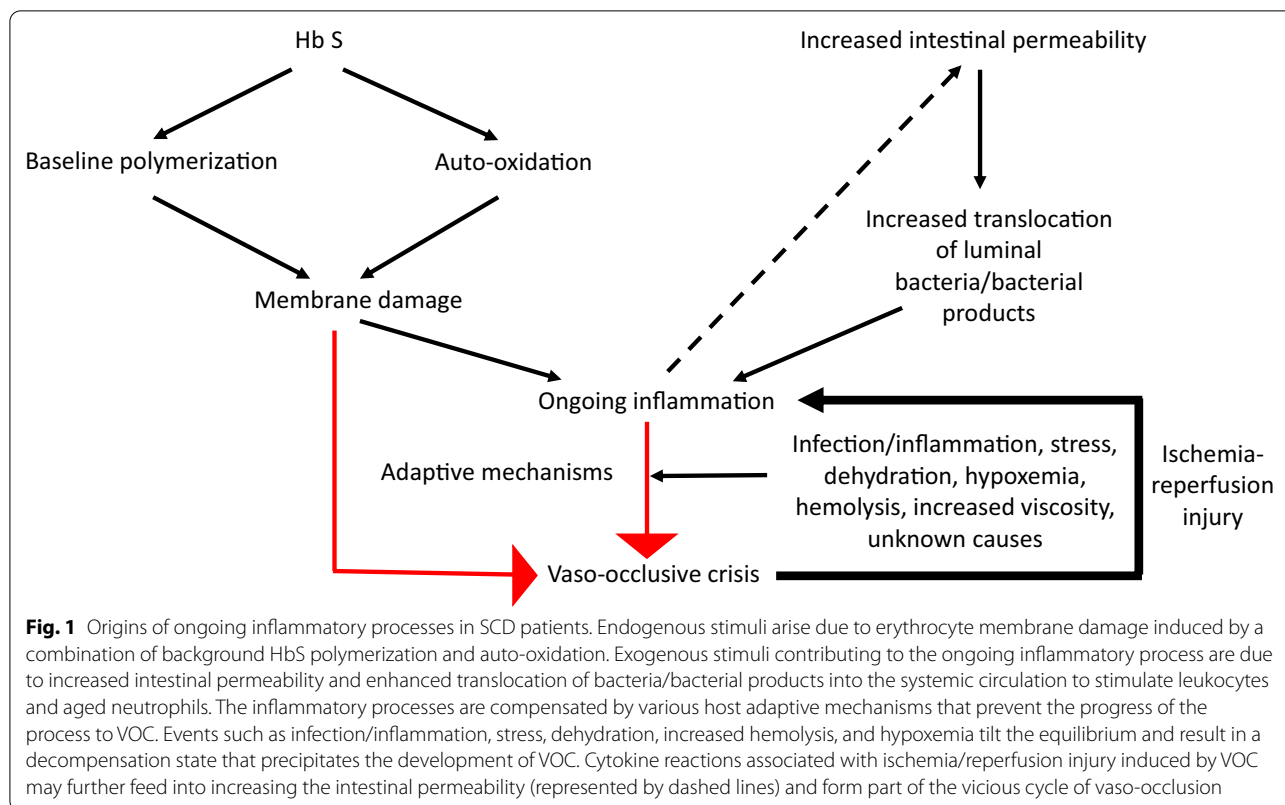 Hb S
Increased intestinal permeability
Baseline polymerization
Auto-oxidation
Increased translocation
of luminal
bacteria/bacterial
products
Membrane damage
Ongoing inflammation
Adaptive mechanisms
Infection/inflammation, stress,
dehydration, hypoxemia,
hemolysis, increased viscosity,
unknown causes
Ischemia-
reperfusion
injury
Vaso-occlusive crisis
Fig. 1 Origins of ongoing inflammatory processes in SCD patients. Endogenous stimuli arise due to erythrocyte membrane damage induced by a
combination of background HbS polymerization and auto-oxidation. Exogenous stimuli contributing to the ongoing inflammatory process are due
to increased intestinal permeability and enhanced translocation of bacteria/bacterial products into the systemic circulation to stimulate leukocytes
and aged neutrophils. The inflammatory processes are compensated by various host adaptive mechanisms that prevent the progress of the
process to VOC. Events such as infection/inflammation, stress, dehydration, increased hemolysis, and hypoxemia tilt the equilibrium and result in a
decompensation state that precipitates the development of VOC. Cytokine reactions associated with ischemia/reperfusion injury induced by VOC
may further feed into increasing the intestinal permeability (represented by dashed lines) and form part of the vicious cycle of vaso-occlusion